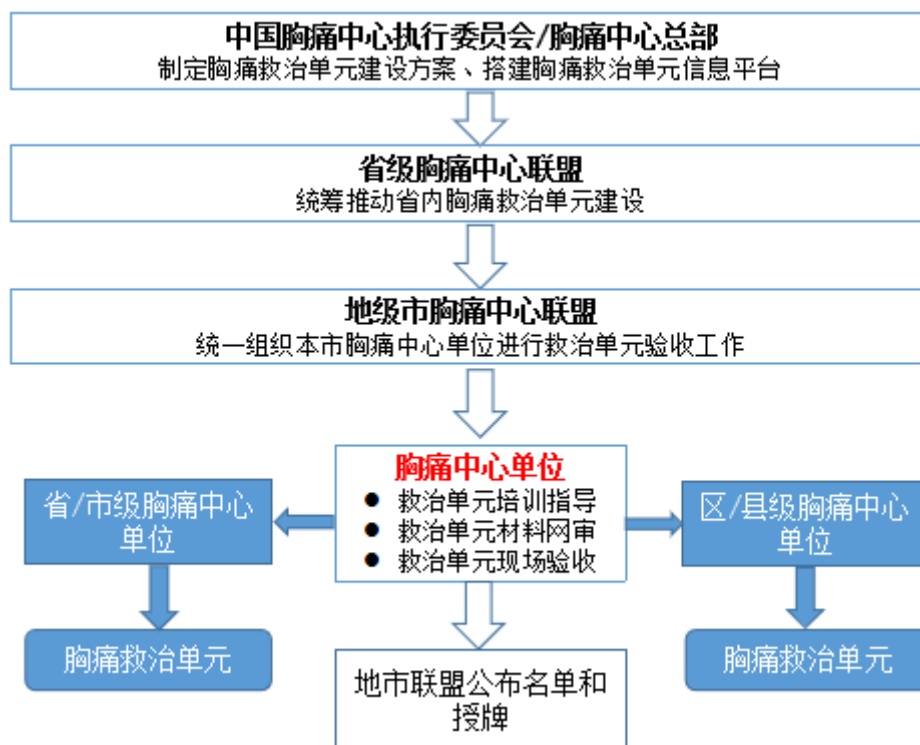 中国胸痛中心执行委员会/胸痛中心总部
制定胸痛救治单元建设方案、搭建胸痛救治单元信息平台
省级胸痛中心联盟
统筹推动省内胸痛救治单元建设
地级市胸痛中心联盟
统一组织本市胸痛中心单位进行救治单元验收工作
胸痛中心单位
● 救治单元培训指导
● 救治单元材料网审
● 救治单元现场验收
省/市级胸痛中心
单位
区/县级胸痛中心
单位
胸痛救治单元
胸痛救治单元
地市联盟公布名单和
授牌